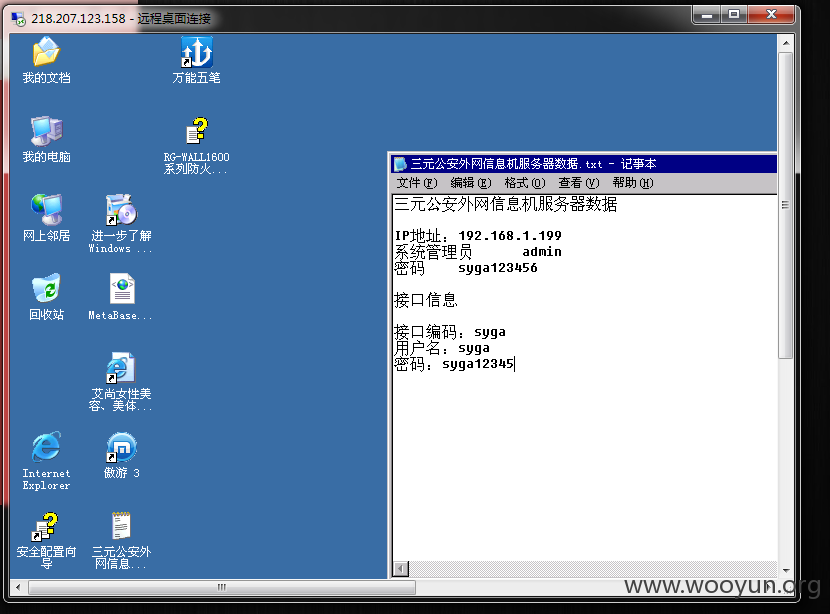 218.207.123.158 - 远程桌面连接
我的文档
万能五笔
我的电脑
RG-WALL1600
系列防火...
网上邻居
进一步了解
Windows ...
回收站
MetaBase...
艾尚女性美
容、美体...
Internet
Explorer
傲游 3
安全配置向
导
三元公安外
网信息...
三元公安外网信息机服务器数据.txt - 记事本
文件(F) 编辑(E) 格式(O) 查看(V) 帮助(H)
三元公安外网信息机服务器数据
IP地址: 192.168.1.199
系统管理员 admin
密码 syga123456
接口信息
接口编码: syga
用户名: syga
密码: syga12345
www.wooyun.org